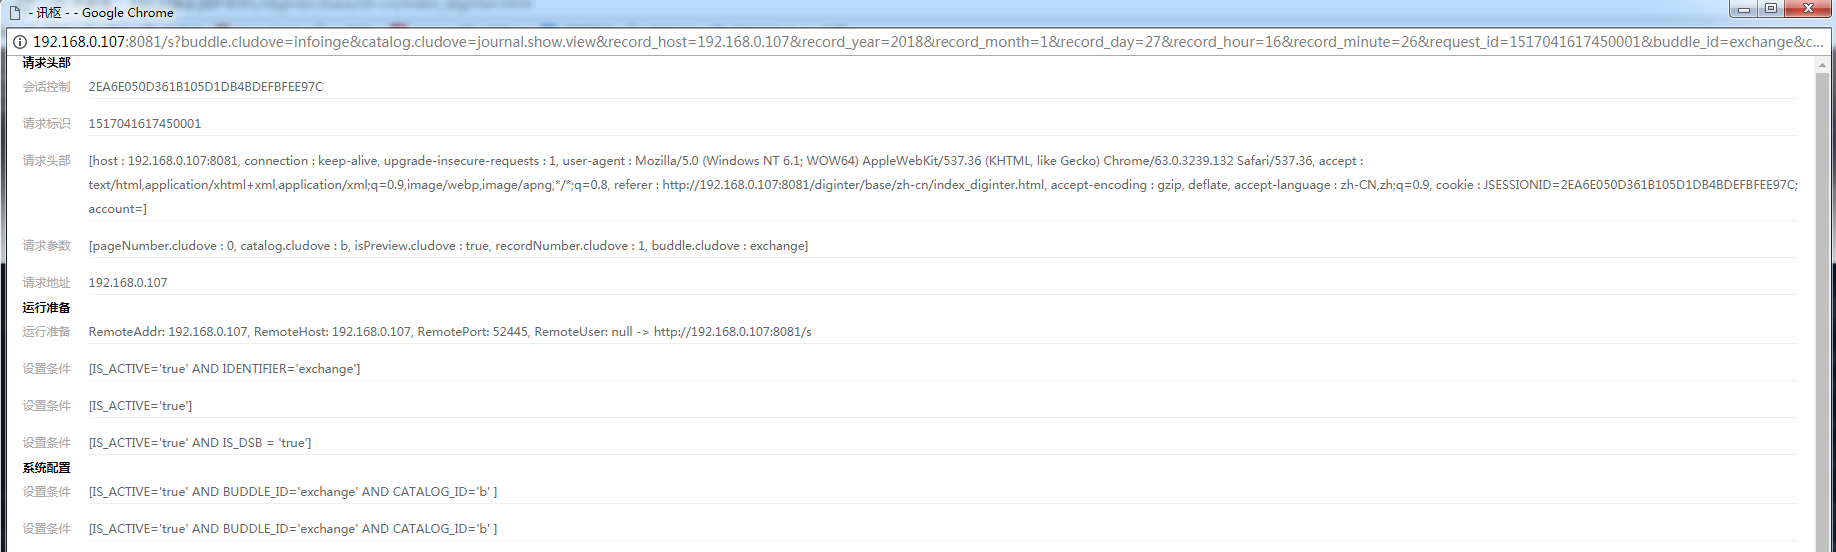 - 讯枢 - - Google Chrome
192.168.0.107:8081/s?buddle.cludove=infoinge&catalog.cludove=journal.show.view&record_host=192.168.0.107&record_year=2018&record_month=1&record_day=27&record_hour=16&record_minute=26&request_id=1517041617450001&buddle_id=exchange&c...
请求头部
会话控制 2EA6E050D361B105D1DB4BDEFBFEE97C
请求标识 1517041617450001
请求头部 [host : 192.168.0.107:8081, connection : keep-alive, upgrade-insecure-requests : 1, user-agent : Mozilla/5.0 (Windows NT 6.1; WOW64) AppleWebKit/537.36 (KHTML, like Gecko) Chrome/63.0.3239.132 Safari/537.36, accept :
text/html,application/xhtml+xml,application/xml;q=0.9,image/webp,image/apng,*/*;q=0.8, referer : http://192.168.0.107:8081/diginter/base/zh-cn/index_diginter.html, accept-encoding : gzip, deflate, accept-language : zh-CN,zh;q=0.9, cookie : JSESSIONID=2EA6E050D361B105D1DB4BDEFBFEE97C;
account=]
请求参数 [pageNumber.cludove : 0, catalog.cludove : b, isPreview.cludove : true, recordNumber.cludove : 1, buddle.cludove : exchange]
请求地址 192.168.0.107
运行准备
运行准备 RemoteAddr: 192.168.0.107, RemoteHost: 192.168.0.107, RemotePort: 52445, RemoteUser: null -> http://192.168.0.107:8081/s
设置条件 [IS_ACTIVE='true' AND IDENTIFIER='exchange']
设置条件 [IS_ACTIVE='true']
设置条件 [IS_ACTIVE='true' AND IS_DSB = 'true']
系统配置
设置条件 [IS_ACTIVE='true' AND BUDDLE_ID='exchange' AND CATALOG_ID='b' ]
设置条件 [IS_ACTIVE='true' AND BUDDLE_ID='exchange' AND CATALOG_ID='b' ]